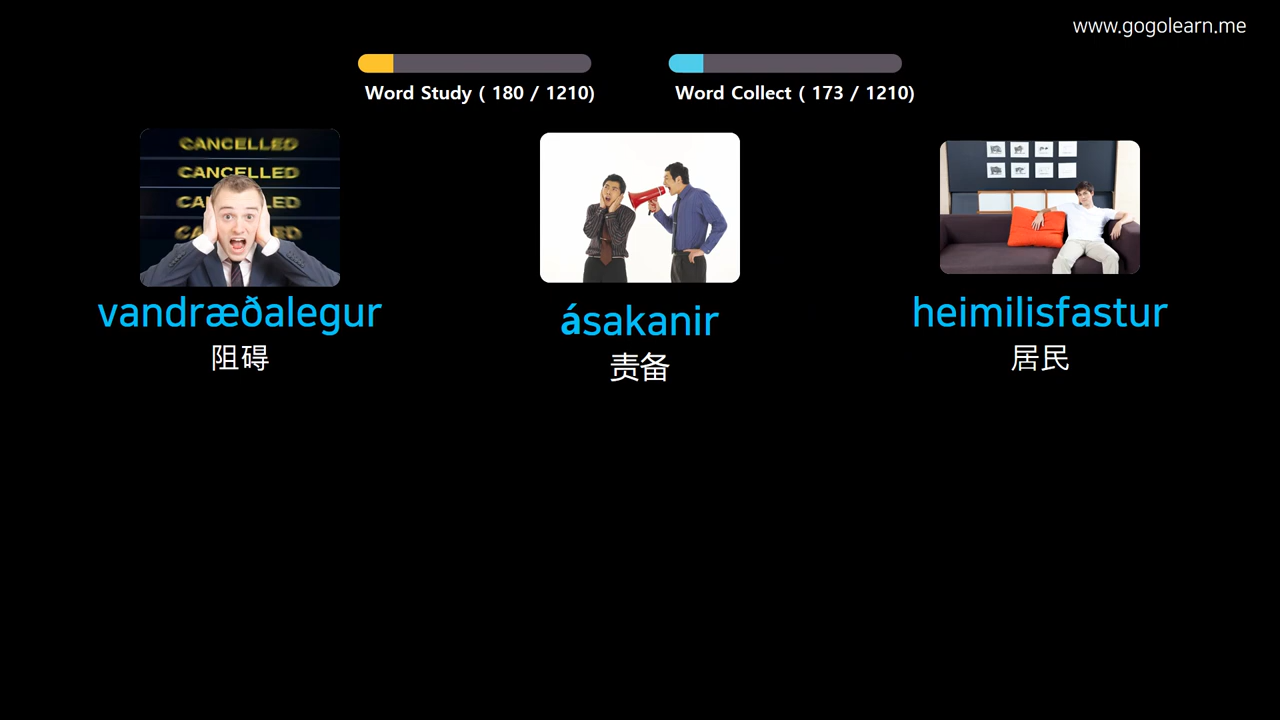 www.gogolearn.me
Word Study ( 180 / 1210)
Word Collect ( 173 / 1210)
CANCELLED
CANCELLED
vandræðalegur
ásakanir
heimilisfastur
阻碍
责备
居民